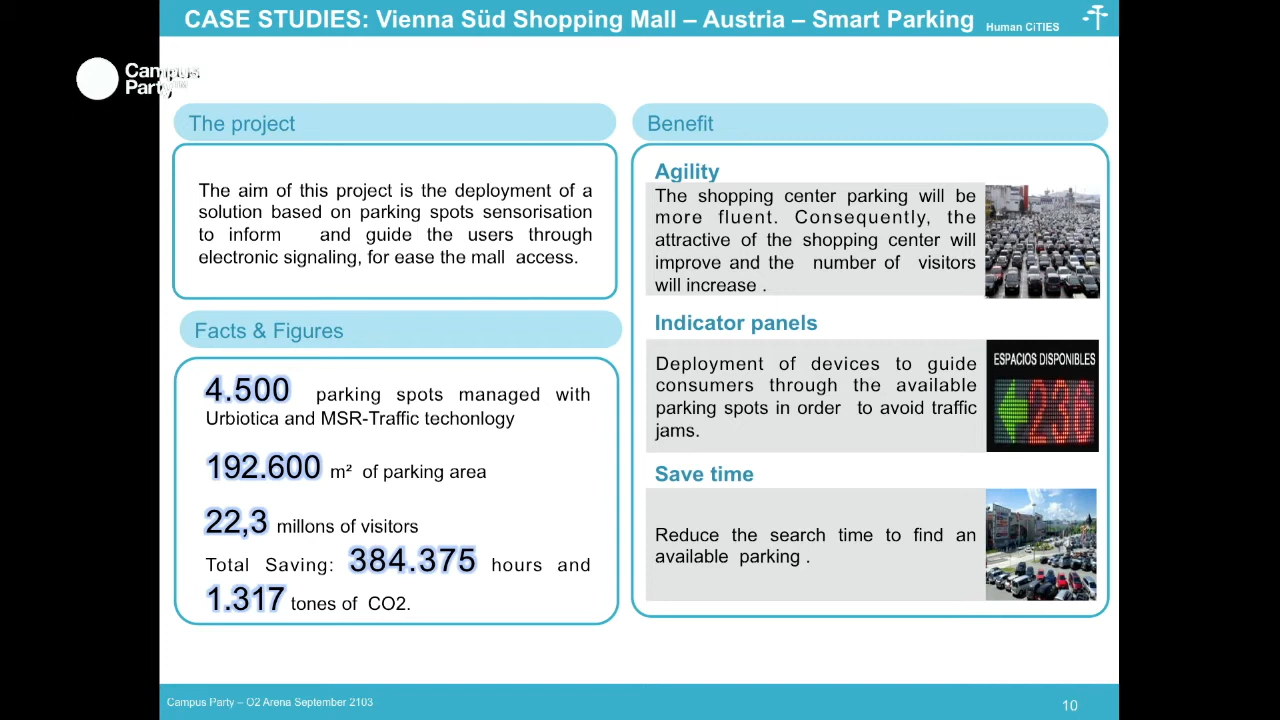 CASE STUDIES: Vienna Süd Shopping Mall – Austria – Smart Parking
Human CiTIES
Campus
Party™
The project
The aim of this project is the deployment of a
solution based on parking spots sensorisation
to inform and guide the users through
electronic signaling, for ease the mall access.
Facts & Figures
4.500 parking spots managed with
Urbiotica and MSR-Traffic techonlogy
192.600 m² of parking area
22,3 millons of visitors
Total Saving: 384.375 hours and
1.317 tones of CO2.
Benefit
Agility
The shopping center parking will be
more fluent. Consequently, the
attractive of the shopping center will
improve and the number of visitors
will increase .
Indicator panels
Deployment of devices to guide
consumers through the available
parking spots in order to avoid traffic
jams.
ESPACIOS DISPONIBLES
230
Save time
Reduce the search time to find an
available parking .
Campus Party – O2 Arena September 2103
10